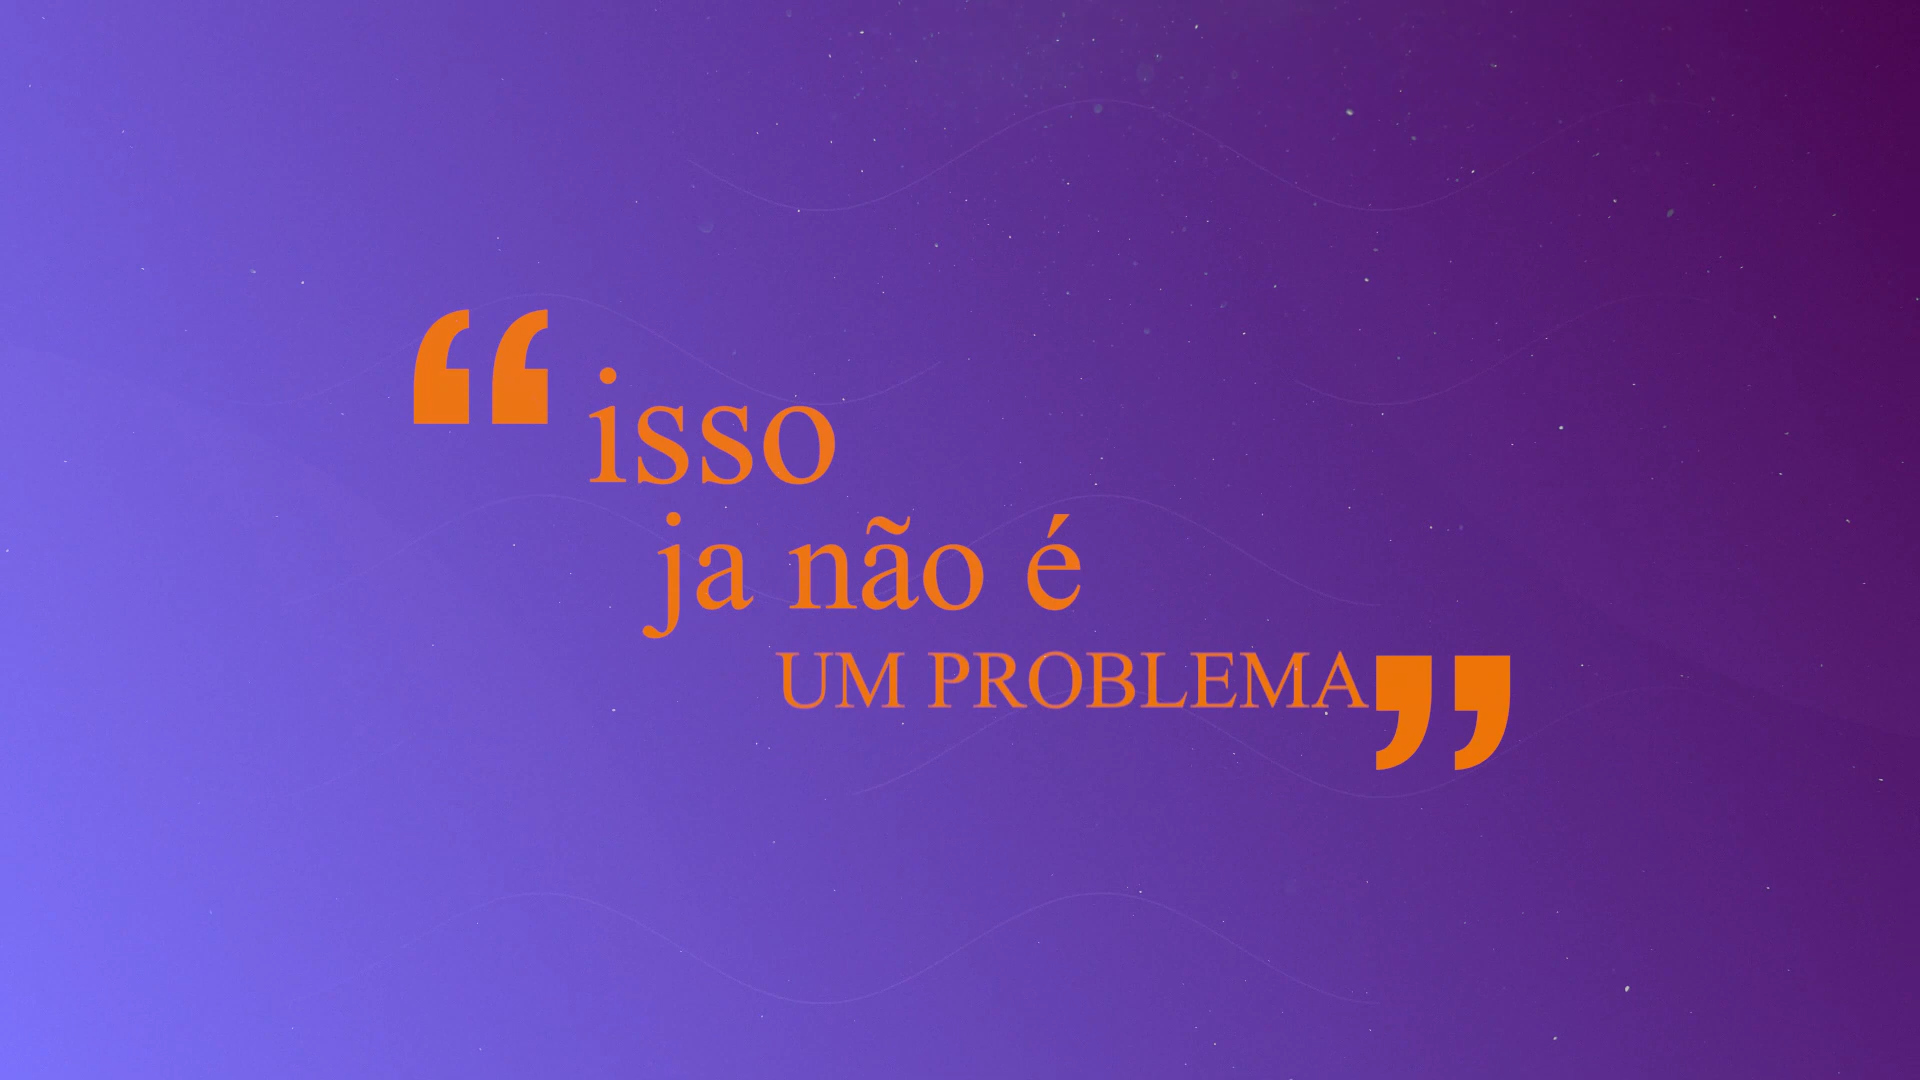 “isso
ja não é
UM PROBLEMA”